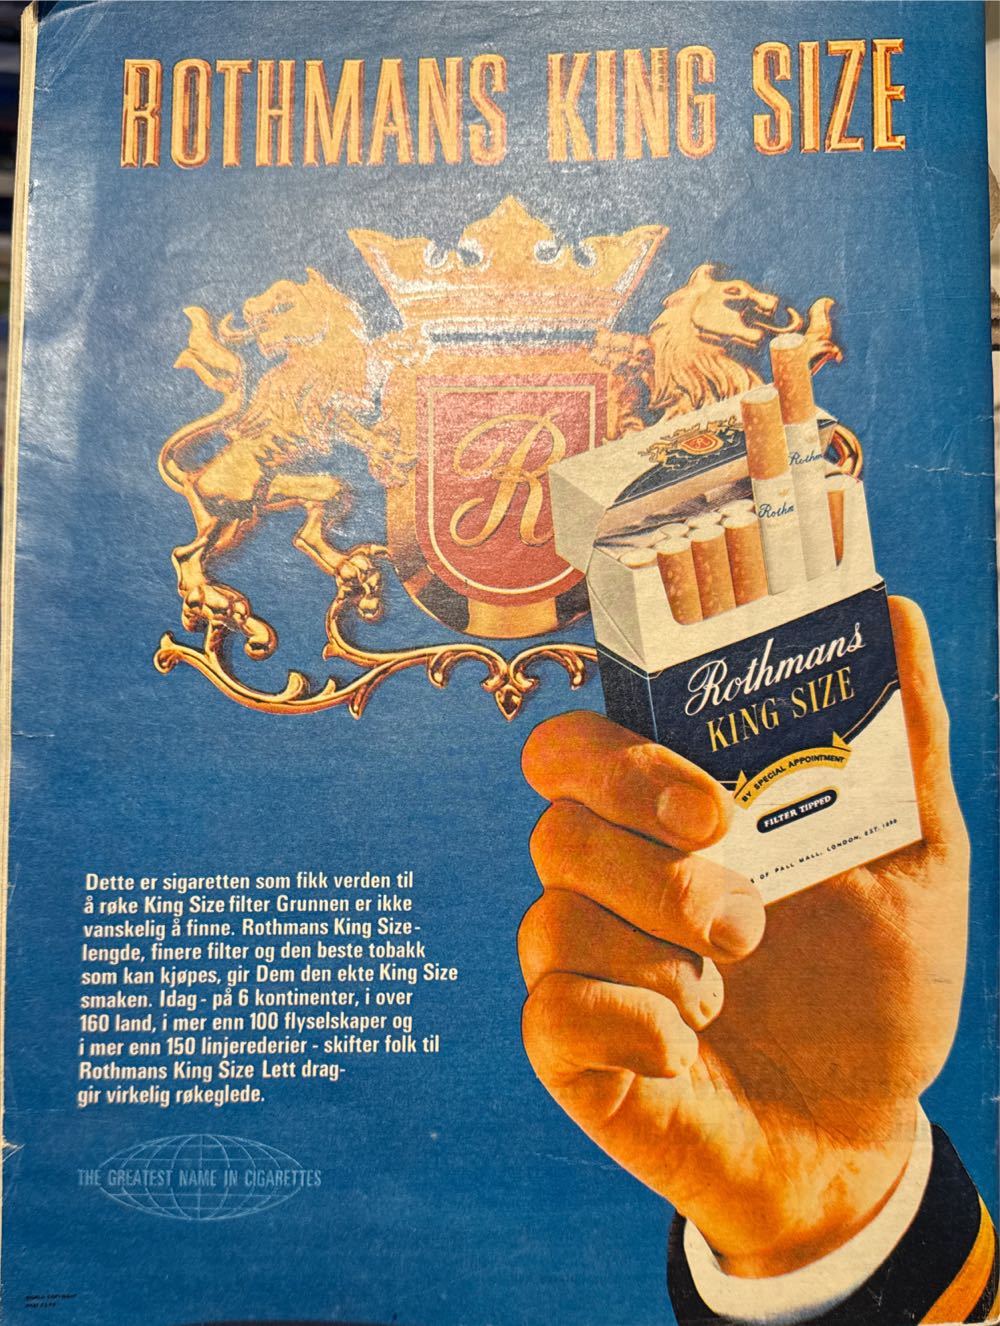 ROTHMANS KING SIZE
R
Rothm
Rothm
Rothmans
KING SIZE
BY SPECIAL APPOINTMENT
FILTER TIPPED
OF PALL MALL, LONDON, EST. 1890
Dette er sigaretten som fikk verden til
å røke King Size filter Grunnen er ikke
vanskelig å finne. Rothmans King Size-
lengde, finere filter og den beste tobakk
som kan kjøpes, gir Dem den ekte King Size
smaken. Idag - på 6 kontinenter, i over
160 land, i mer enn 100 flyselskaper og
i mer enn 150 linjerederier - skifter folk til
Rothmans King Size Lett drag-
gir virkelig røkeglede.
THE GREATEST NAME IN CIGARETTES